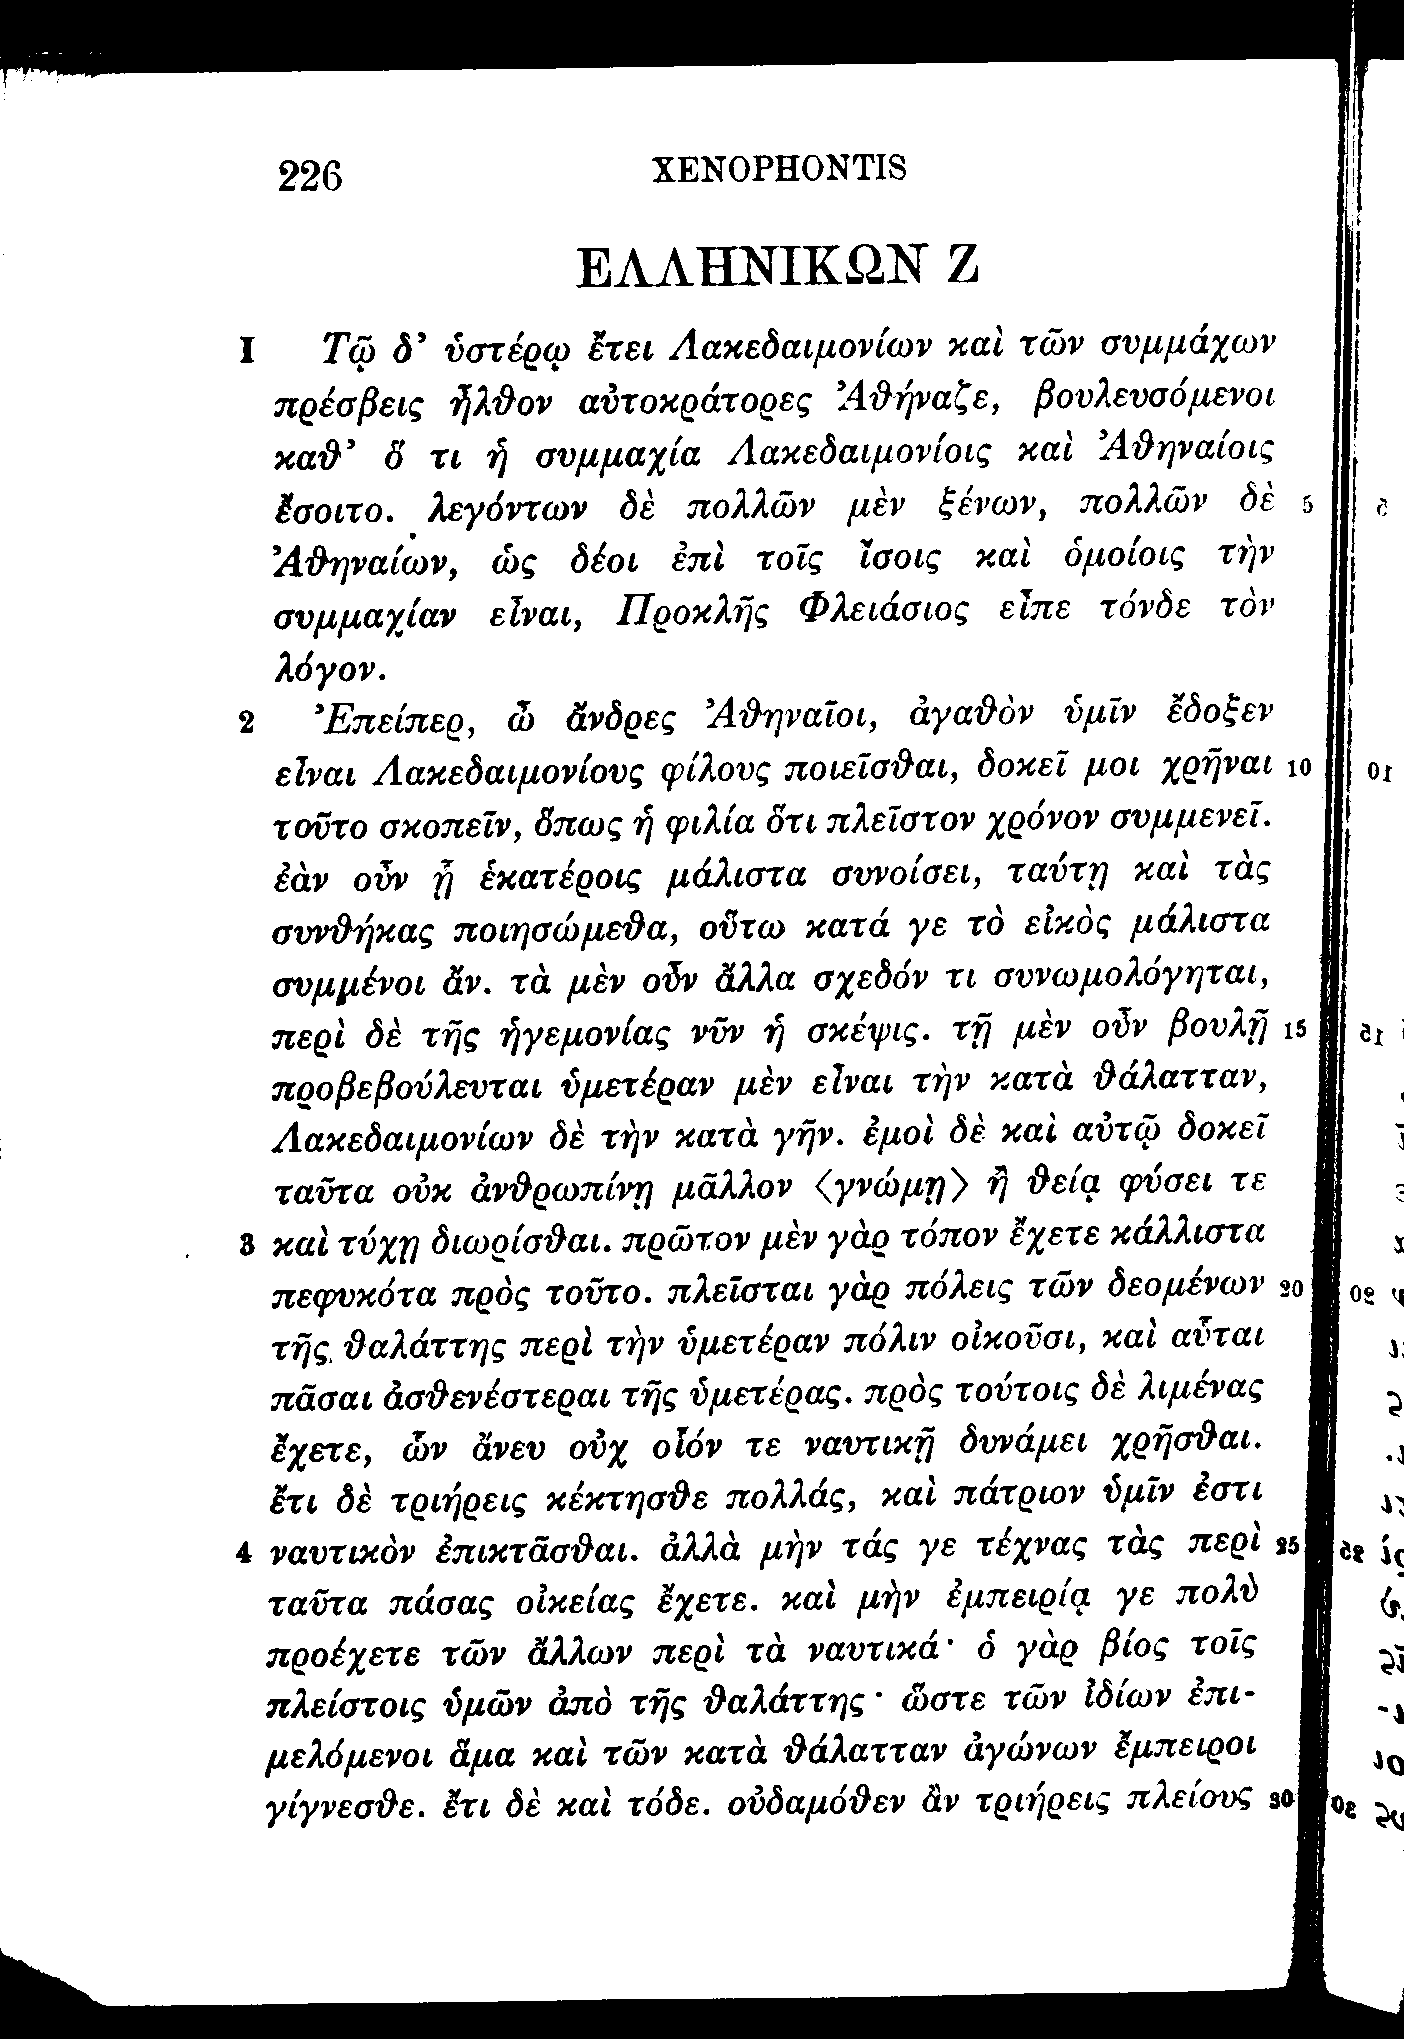 226 XENOPHONTIS
ΕΛΛΗΝΙΚΩΝ Ζ
I Τῷ δ’ ὑστέρῳ ἔτει Λακεδαιμονίων καὶ τῶν συμμάχων
πρέσβεις ἦλθον αὐτοκράτορες Ἀθήναζε, βουλευσόμενοι
καθ’ ὅ τι ἡ συμμαχία Λακεδαιμονίοις καὶ Ἀθηναίοις
ἔσοιτο. λεγόντων δὲ πολλῶν μὲν ξένων, πολλῶν δὲ 5
Ἀθηναίων, ὡς δέοι ἐπὶ τοῖς ἴσοις καὶ ὁμοίοις τὴν
συμμαχίαν εἶναι, Προκλῆς Φλειάσιος εἶπε τόνδε τὸν
λόγον.
2 Ἐπείπερ, ὦ ἄνδρες Ἀθηναῖοι, ἀγαθὸν ὑμῖν ἔδοξεν
εἶναι Λακεδαιμονίους φίλους ποιεῖσθαι, δοκεῖ μοι χρῆναι 10
τοῦτο σκοπεῖν, ὅπως ἡ φιλία ὅτι πλεῖστον χρόνον συμμενεῖ.
ἐὰν οὖν ᾗ ἑκατέροις μάλιστα συνοίσει, ταύτῃ καὶ τὰς
συνθήκας ποιησώμεθα, οὕτω κατά γε τὸ εἰκὸς μάλιστα
συμμένοι ἄν. τὰ μὲν οὖν ἄλλα σχεδόν τι συνωμολόγηται,
περὶ δὲ τῆς ἡγεμονίας νῦν ἡ σκέψις. τῇ μὲν οὖν βουλῇ 15
προβεβούλευται ὑμετέραν μὲν εἶναι τὴν κατὰ θάλατταν,
Λακεδαιμονίων δὲ τὴν κατὰ γῆν. ἐμοὶ δὲ καὶ αὐτῷ δοκεῖ
ταῦτα οὐκ ἀνθρωπίνῃ μᾶλλον ⟨γνώμῃ⟩ ἢ θείᾳ φύσει τε
3 καὶ τύχῃ διωρίσθαι. πρῶτον μὲν γὰρ τόπον ἔχετε κάλλιστα
πεφυκότα πρὸς τοῦτο. πλεῖσται γὰρ πόλεις τῶν δεομένων 20
τῆς θαλάττης περὶ τὴν ὑμετέραν πόλιν οἰκοῦσι, καὶ αὗται
πᾶσαι ἀσθενέστεραι τῆς ὑμετέρας. πρὸς τούτοις δὲ λιμένας
ἔχετε, ὧν ἄνευ οὐχ οἷόν τε ναυτικῇ δυνάμει χρῆσθαι.
ἔτι δὲ τριήρεις κέκτησθε πολλάς, καὶ πάτριον ὑμῖν ἐστι
4 ναυτικὸν ἐπικτᾶσθαι. ἀλλὰ μὴν τάς γε τέχνας τὰς περὶ 25
ταῦτα πάσας οἰκείας ἔχετε. καὶ μὴν ἐμπειρίᾳ γε πολὺ
προέχετε τῶν ἄλλων περὶ τὰ ναυτικά· ὁ γὰρ βίος τοῖς
πλείστοις ὑμῶν ἀπὸ τῆς θαλάττης· ὥστε τῶν ἰδίων ἐπι-
μελόμενοι ἅμα καὶ τῶν κατὰ θάλατταν ἀγώνων ἔμπειροι
γίγνεσθε. ἔτι δὲ καὶ τόδε. οὐδαμόθεν ἂν τριήρεις πλείους 30